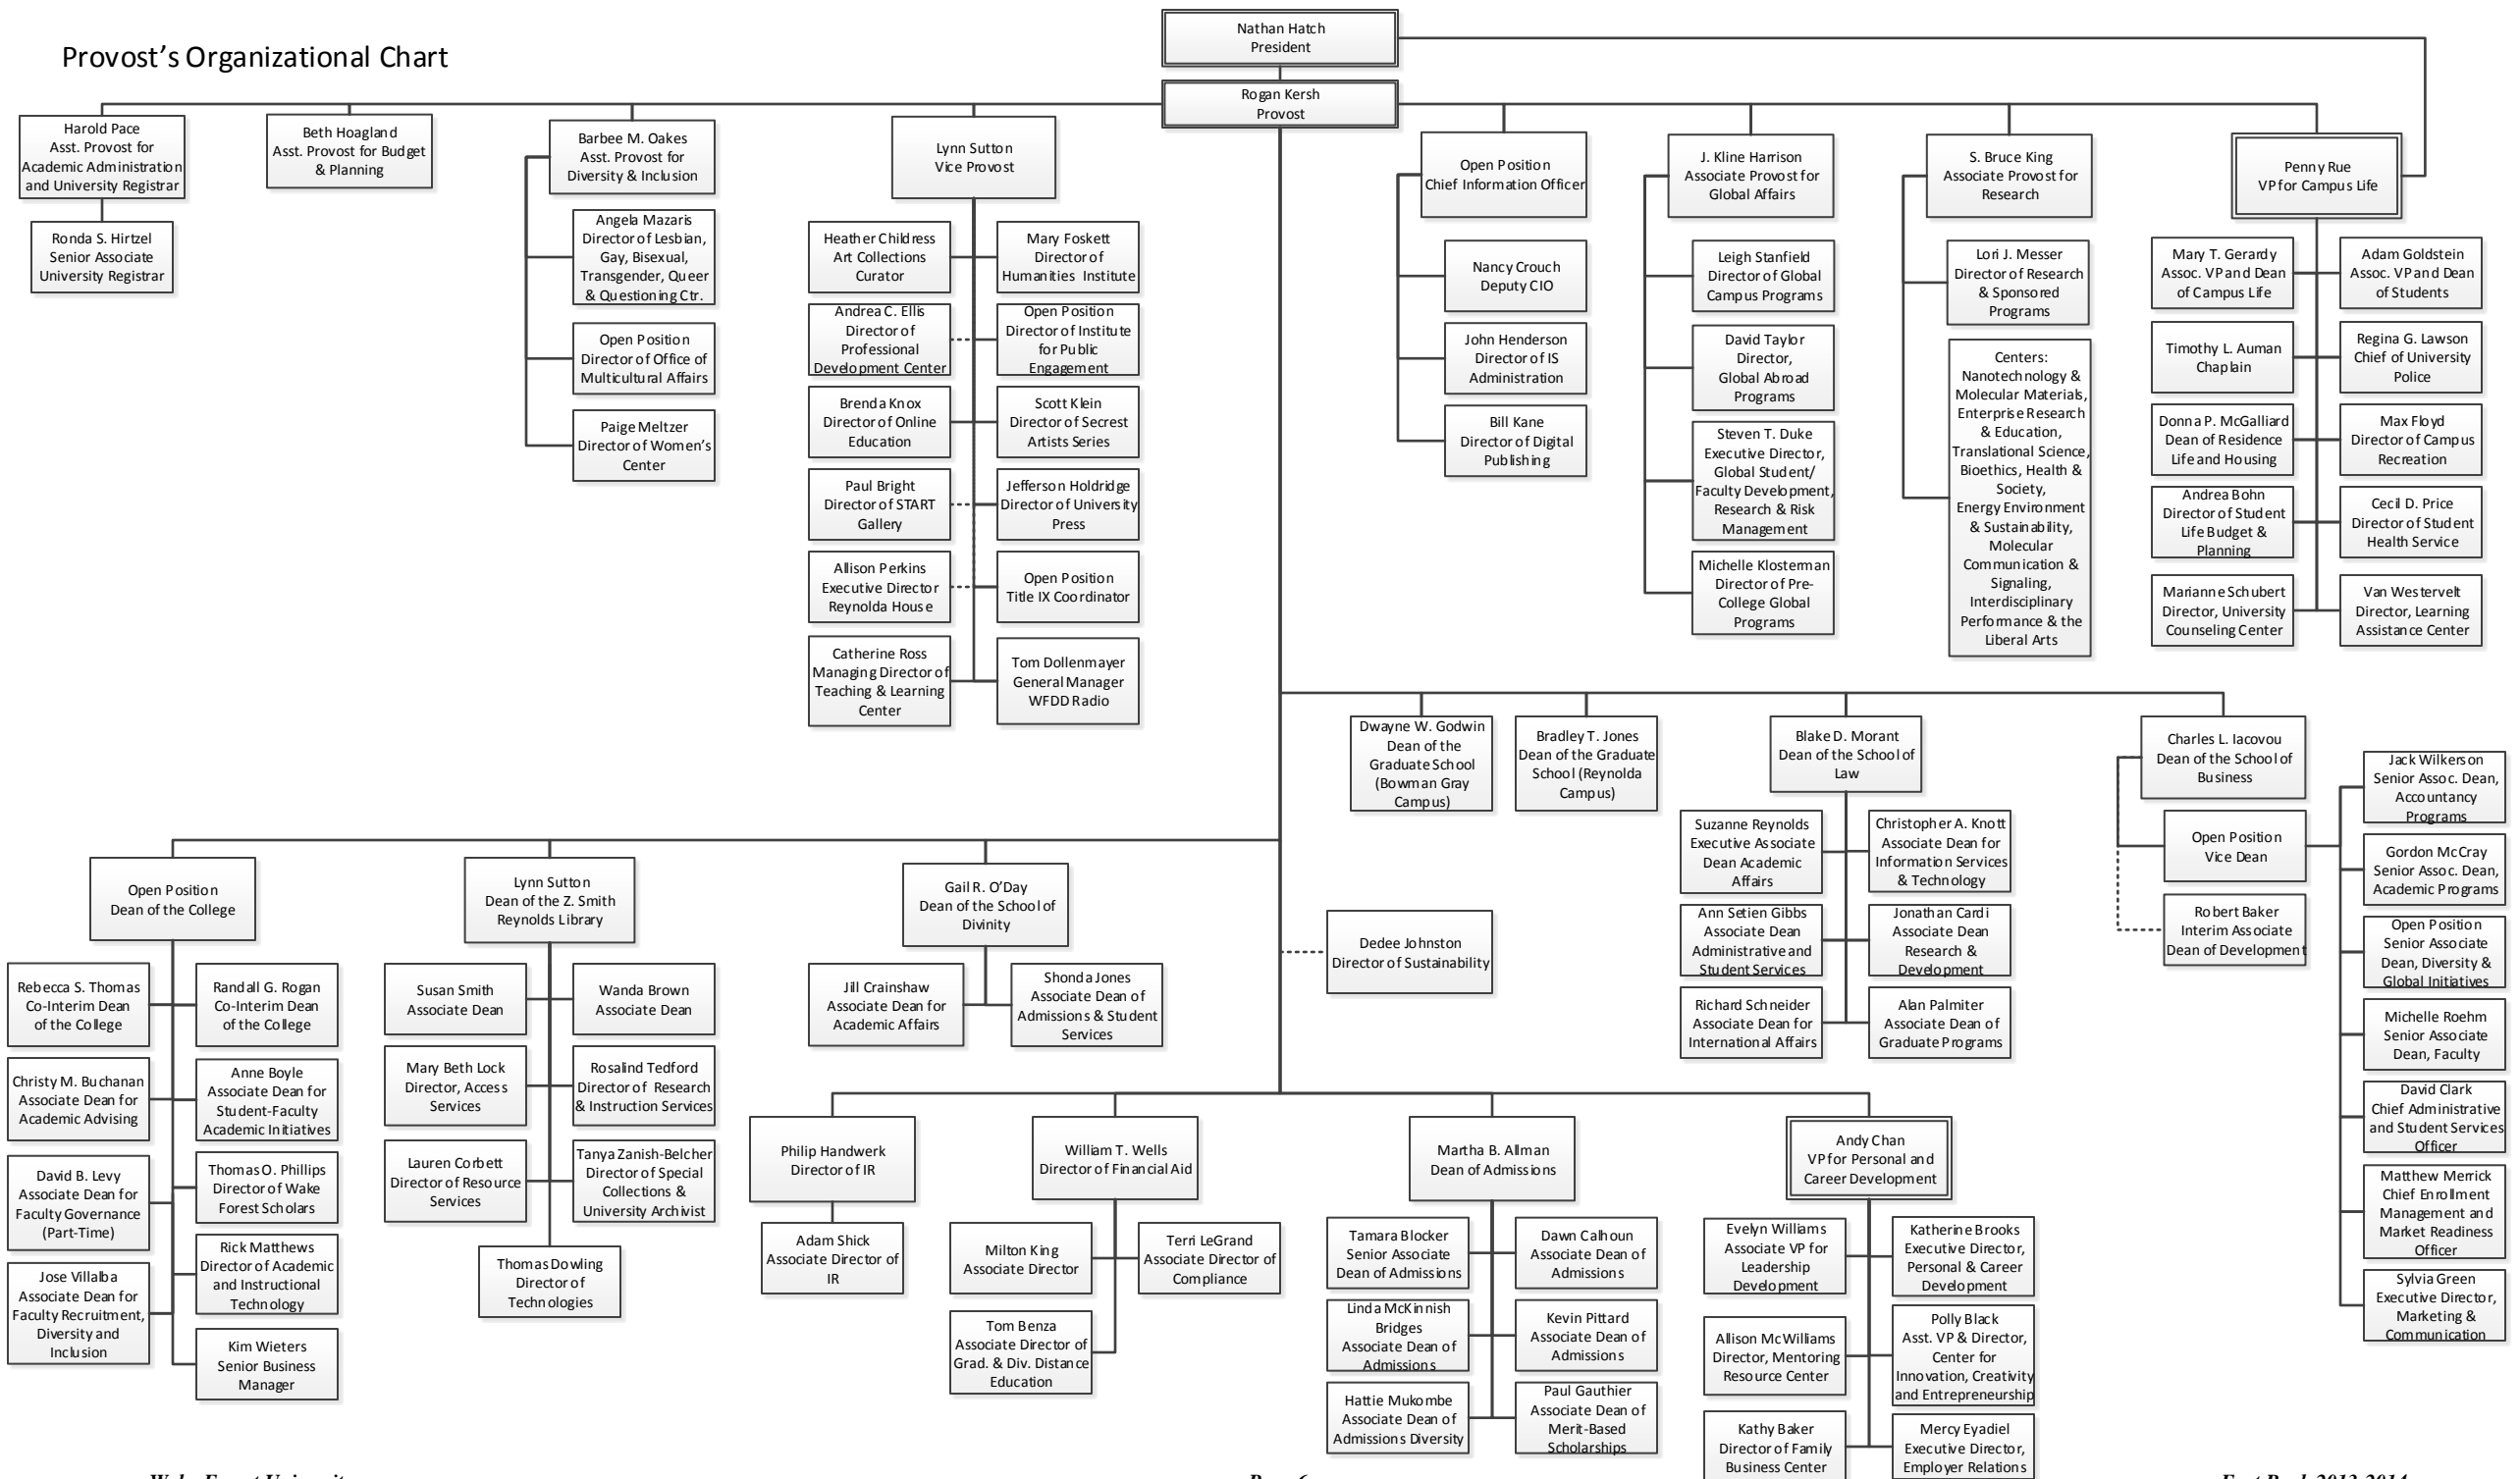 Provost's Organizational Chart
Nathan Hatch
President
Rogan Kersh
Provost
Harold Pace
Asst. Provost for
Academic Administration
and University Registrar
Ronda S. Hirtzel
Senior Associate
University Registrar
Beth Hoagland
Asst. Provost for Budget
& Planning
Barbee M. Oakes
Asst. Provost for
Diversity & Inclusion
Angela Mazaris
Director of Lesbian,
Gay, Bisexual,
Transgender, Queer
& Questioning Ctr.
Open Position
Director of Office of
Multicultural Affairs
Paige Meltzer
Director of Women's
Center
Lynn Sutton
Vice Provost
Heather Childress
Art Collections
Curator
Mary Foskett
Director of
Humanities Institute
Andrea C. Ellis
Director of
Professional
Development Center
Open Position
Director of Institute
for Public
Engagement
Brenda Knox
Director of Online
Education
Scott Klein
Director of Secrest
Artists Series
Paul Bright
Director of START
Gallery
Jefferson Holdridge
Director of University
Press
Allison Perkins
Executive Director
Reynolda House
Open Position
Title IX Coordinator
Catherine Ross
Managing Director of
Teaching & Learning
Center
Tom Dollenmayer
General Manager
WFDD Radio
Open Position
Chief Information Officer
Nancy Crouch
Deputy CIO
John Henderson
Director of IS
Administration
Bill Kane
Director of Digital
Publishing
J. Kline Harrison
Associate Provost for
Global Affairs
Leigh Stanfield
Director of Global
Campus Programs
David Taylor
Director,
Global Abroad
Programs
Steven T. Duke
Executive Director,
Global Student/
Faculty Development,
Research & Risk
Management
Michelle Klosterman
Director of Pre-
College Global
Programs
S. Bruce King
Associate Provost for
Research
Lori J. Messer
Director of Research
& Sponsored
Programs
Centers:
Nanotechnology &
Molecular Materials,
Enterprise Research
& Education,
Translational Science,
Bioethics, Health &
Society,
Energy Environment
& Sustainability,
Molecular
Communication &
Signaling,
Interdisciplinary
Performance & the
Liberal Arts
Penny Rue
VP for Campus Life
Mary T. Gerardy
Assoc. VP and Dean
of Campus Life
Adam Goldstein
Assoc. VP and Dean
of Students
Timothy L. Auman
Chaplain
Regina G. Lawson
Chief of University
Police
Donna P. McGalliard
Dean of Residence
Life and Housing
Max Floyd
Director of Campus
Recreation
Andrea Bohn
Director of Student
Life Budget &
Planning
Cecil D. Price
Director of Student
Health Service
Marianne Schubert
Director, University
Counseling Center
Van Westervelt
Director, Learning
Assistance Center
Dwayne W. Godwin
Dean of the
Graduate School
(Bowman Gray
Campus)
Bradley T. Jones
Dean of the Graduate
School (Reynolda
Campus)
Blake D. Morant
Dean of the School of
Law
Suzanne Reynolds
Executive Associate
Dean Academic
Affairs
Christopher A. Knott
Associate Dean for
Information Services
& Technology
Ann Setien Gibbs
Associate Dean
Administrative and
Student Services
Jonathan Cardi
Associate Dean
Research &
Development
Richard Schneider
Associate Dean for
International Affairs
Alan Palmiter
Associate Dean of
Graduate Programs
Charles L. Iacovou
Dean of the School of
Business
Open Position
Vice Dean
Robert Baker
Interim Associate
Dean of Development
Jack Wilkerson
Senior Assoc. Dean,
Accountancy
Programs
Gordon McCray
Senior Assoc. Dean,
Academic Programs
Open Position
Senior Associate
Dean, Diversity &
Global Initiatives
Michelle Roehm
Senior Associate
Dean, Faculty
David Clark
Chief Administrative
and Student Services
Officer
Matthew Merrick
Chief Enrollment
Management and
Market Readiness
Officer
Sylvia Green
Executive Director,
Marketing &
Communication
Dedee Johnston
Director of Sustainability
Open Position
Dean of the College
Rebecca S. Thomas
Co-Interim Dean
of the College
Randall G. Rogan
Co-Interim Dean
of the College
Christy M. Buchanan
Associate Dean for
Academic Advising
Anne Boyle
Associate Dean for
Student-Faculty
Academic Initiatives
David B. Levy
Associate Dean for
Faculty Governance
(Part-Time)
Thomas O. Phillips
Director of Wake
Forest Scholars
Rick Matthews
Director of Academic
and Instructional
Technology
Jose Villalba
Associate Dean for
Faculty Recruitment,
Diversity and
Inclusion
Kim Wieters
Senior Business
Manager
Lynn Sutton
Dean of the Z. Smith
Reynolds Library
Susan Smith
Associate Dean
Wanda Brown
Associate Dean
Mary Beth Lock
Director, Access
Services
Rosalind Tedford
Director of Research
& Instruction Services
Lauren Corbett
Director of Resource
Services
Tanya Zanish-Belcher
Director of Special
Collections &
University Archivist
Thomas Dowling
Director of
Technologies
Gail R. O'Day
Dean of the School of
Divinity
Jill Crainshaw
Associate Dean for
Academic Affairs
Shonda Jones
Associate Dean of
Admissions & Student
Services
Philip Handwerk
Director of IR
Adam Shick
Associate Director of
IR
William T. Wells
Director of Financial Aid
Milton King
Associate Director
Terri LeGrand
Associate Director of
Compliance
Tom Benza
Associate Director of
Grad. & Div. Distance
Education
Martha B. Allman
Dean of Admissions
Tamara Blocker
Senior Associate
Dean of Admissions
Dawn Calhoun
Associate Dean of
Admissions
Linda McKinnish
Bridges
Associate Dean of
Admissions
Kevin Pittard
Associate Dean of
Admissions
Hattie Mukombe
Associate Dean of
Admissions Diversity
Paul Gauthier
Associate Dean of
Merit-Based
Scholarships
Andy Chan
VP for Personal and
Career Development
Evelyn Williams
Associate VP for
Leadership
Development
Katherine Brooks
Executive Director,
Personal & Career
Development
Allison McWilliams
Director, Mentoring
Resource Center
Polly Black
Asst. VP & Director,
Center for
Innovation, Creativity
and Entrepreneurship
Kathy Baker
Director of Family
Business Center
Mercy Eyadiel
Executive Director,
Employer Relations